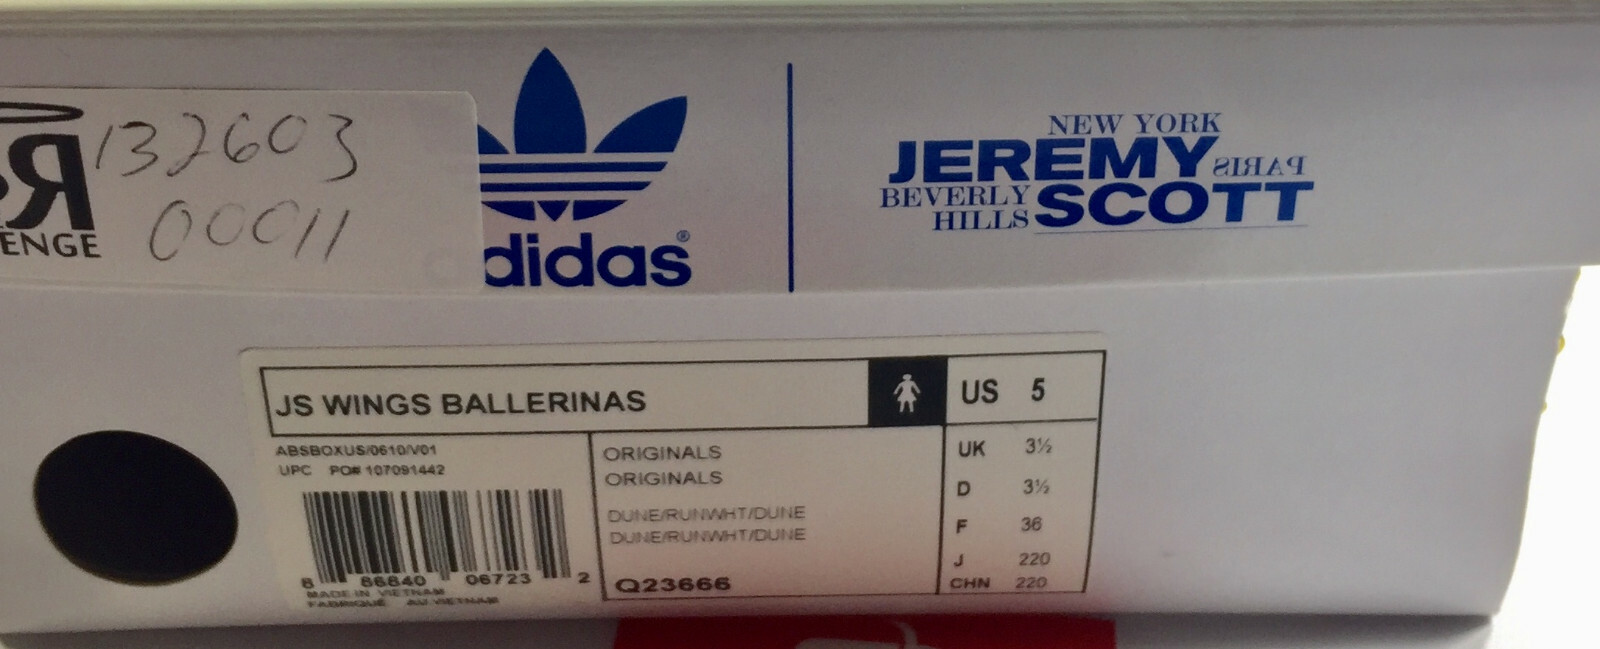 132603
00011
ENGE
adidas®
NEW YORK
JEREMY PARIS
BEVERLY SCOTT
HILLS
JS WINGS BALLERINAS
US 5
ABSBOXUS/0610/V01
UPC PO# 107091442
8 86840 06723 2
MADE IN VIETNAM
FABRIQUÉ AU VIETNAM
ORIGINALS
ORIGINALS
DUNE/RUNWHT/DUNE
DUNE/RUNWHT/DUNE
Q23666
UK 3½
D 3½
F 36
J 220
CHN 220